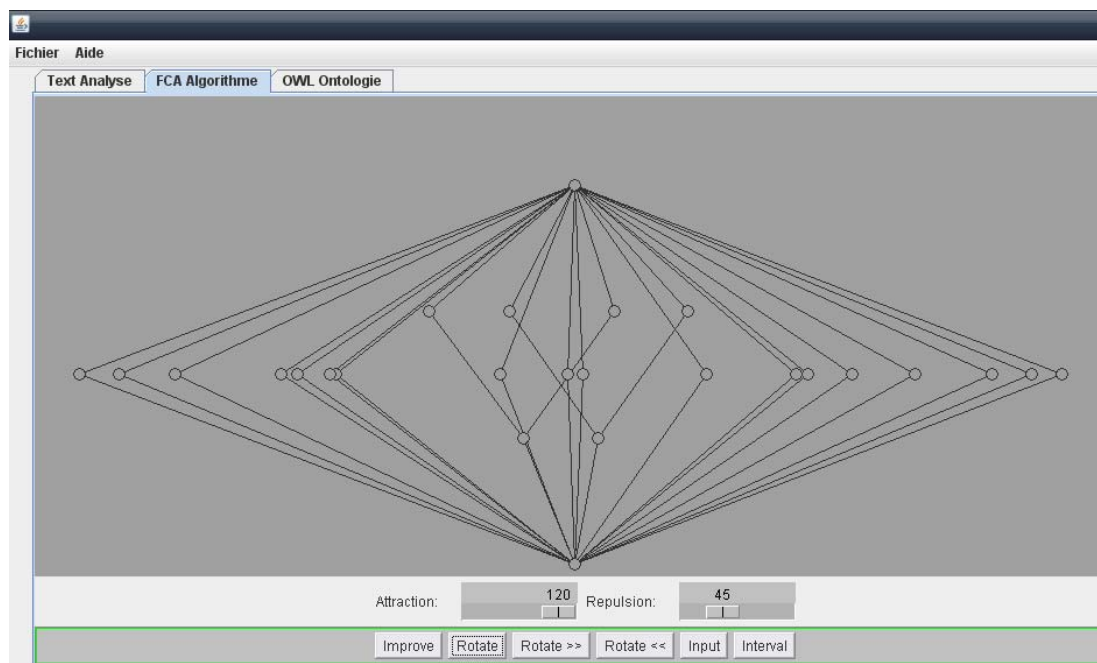 Fichier Aide
Text Analyse FCA Algorithme OWL Ontologie
Attraction: 120 Repulsion: 45
Improve Rotate Rotate >> Rotate << Input Interval